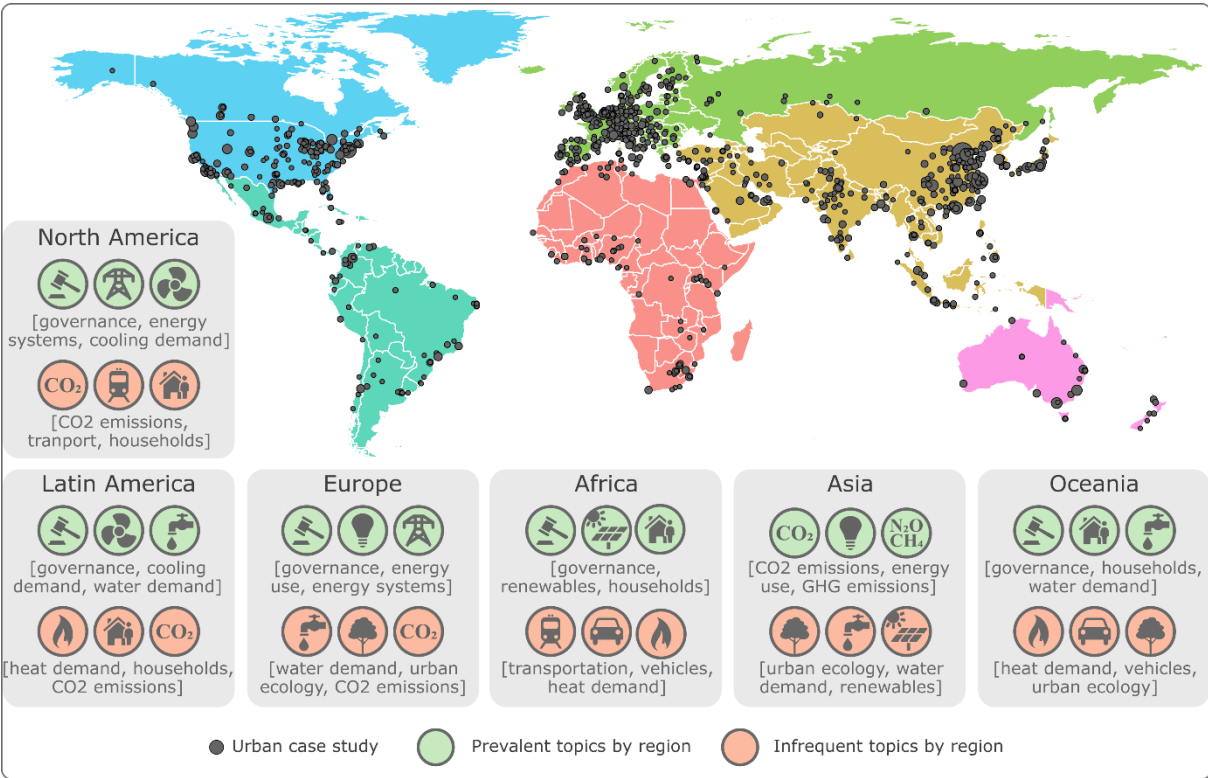 North America
[governance, energy
systems, cooling demand]
CO₂
[CO2 emissions,
tranport, households]
Latin America
[governance, cooling
demand, water demand]
CO₂
[heat demand, households,
CO2 emissions]
Europe
[governance, energy
use, energy systems]
CO₂
[water demand, urban
ecology, CO2 emissions]
Africa
[governance,
renewables, households]
[transportation, vehicles,
heat demand]
Asia
CO₂
N₂O
CH₄
[CO2 emissions, energy
use, GHG emissions]
[urban ecology, water
demand, renewables]
Oceania
[governance, households,
water demand]
[heat demand, vehicles,
urban ecology]
Urban case study
Prevalent topics by region
Infrequent topics by region